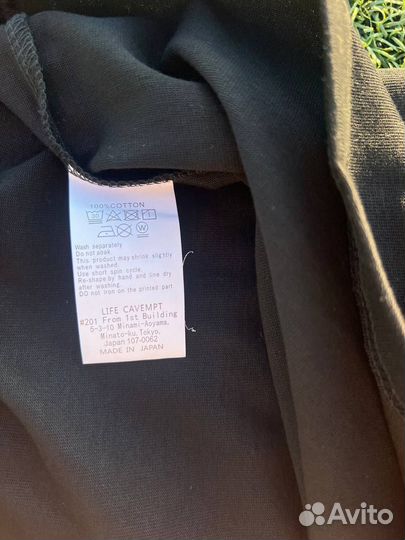 100%COTTON
Wash separately
Do not soak.
This product may shrink slightly
when washed.
Use short spin cycle.
Re-shape by hand and line dry
after washing.
DO not iron on the printed part
LIFE CAVEMPT
#201 From 1st Building
5-3-10 Minami-Aoyama,
Minato-ku,Tokyo,
Japan 107-0062
MADE IN JAPAN
Avito